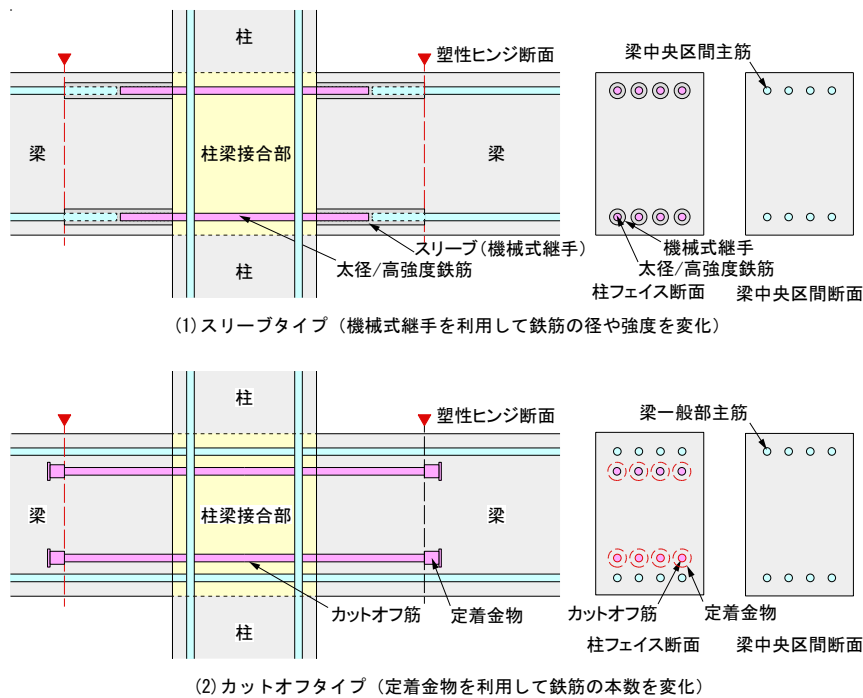 柱
塑性ヒンジ断面
梁中央区間主筋
梁
柱梁接合部
梁
スリーブ(機械式継手)
機械式継手
柱
太径/高強度鉄筋
太径/高強度鉄筋
柱フェイス断面
梁中央区間断面
(1)スリーブタイプ（機械式継手を利用して鉄筋の径や強度を変化）
柱
塑性ヒンジ断面
梁一般部主筋
梁
柱梁接合部
梁
カットオフ筋
定着金物
カットオフ筋
定着金物
柱
柱フェイス断面
梁中央区間断面
(2)カットオフタイプ（定着金物を利用して鉄筋の本数を変化）